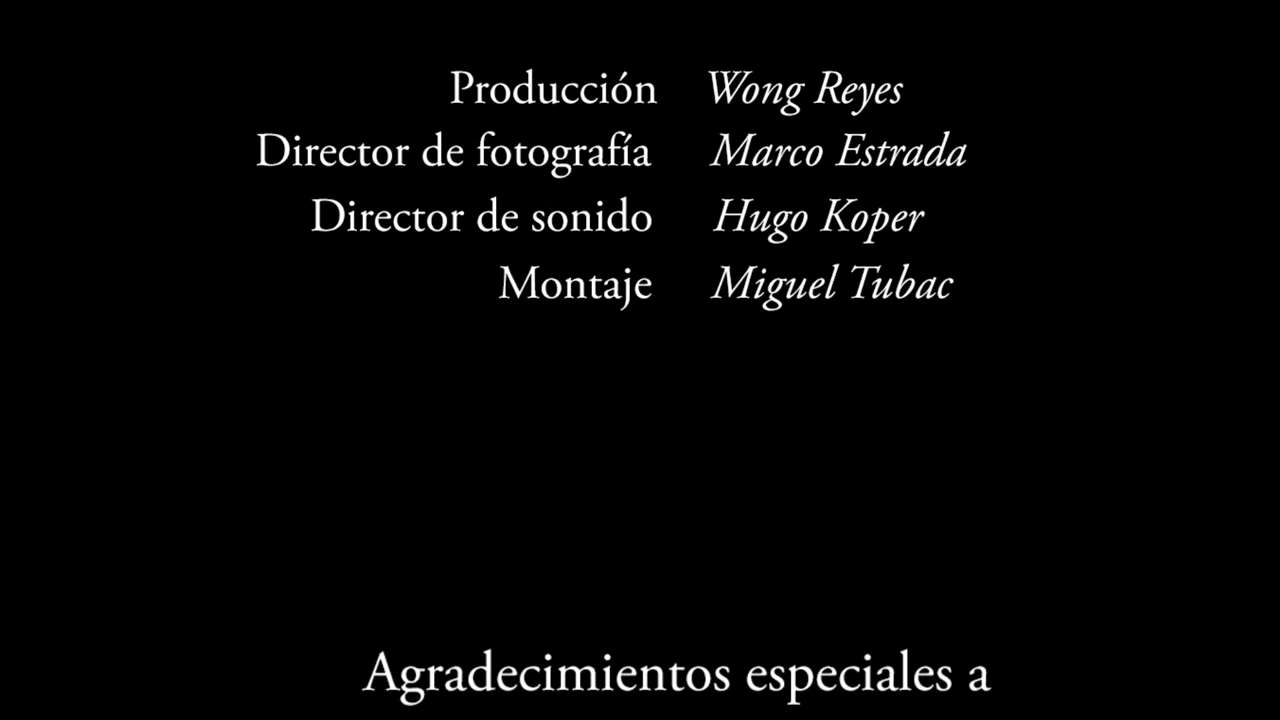 Producción Wong Reyes
Director de fotografía Marco Estrada
Director de sonido Hugo Koper
Montaje Miguel Tubac
Agradecimientos especiales a